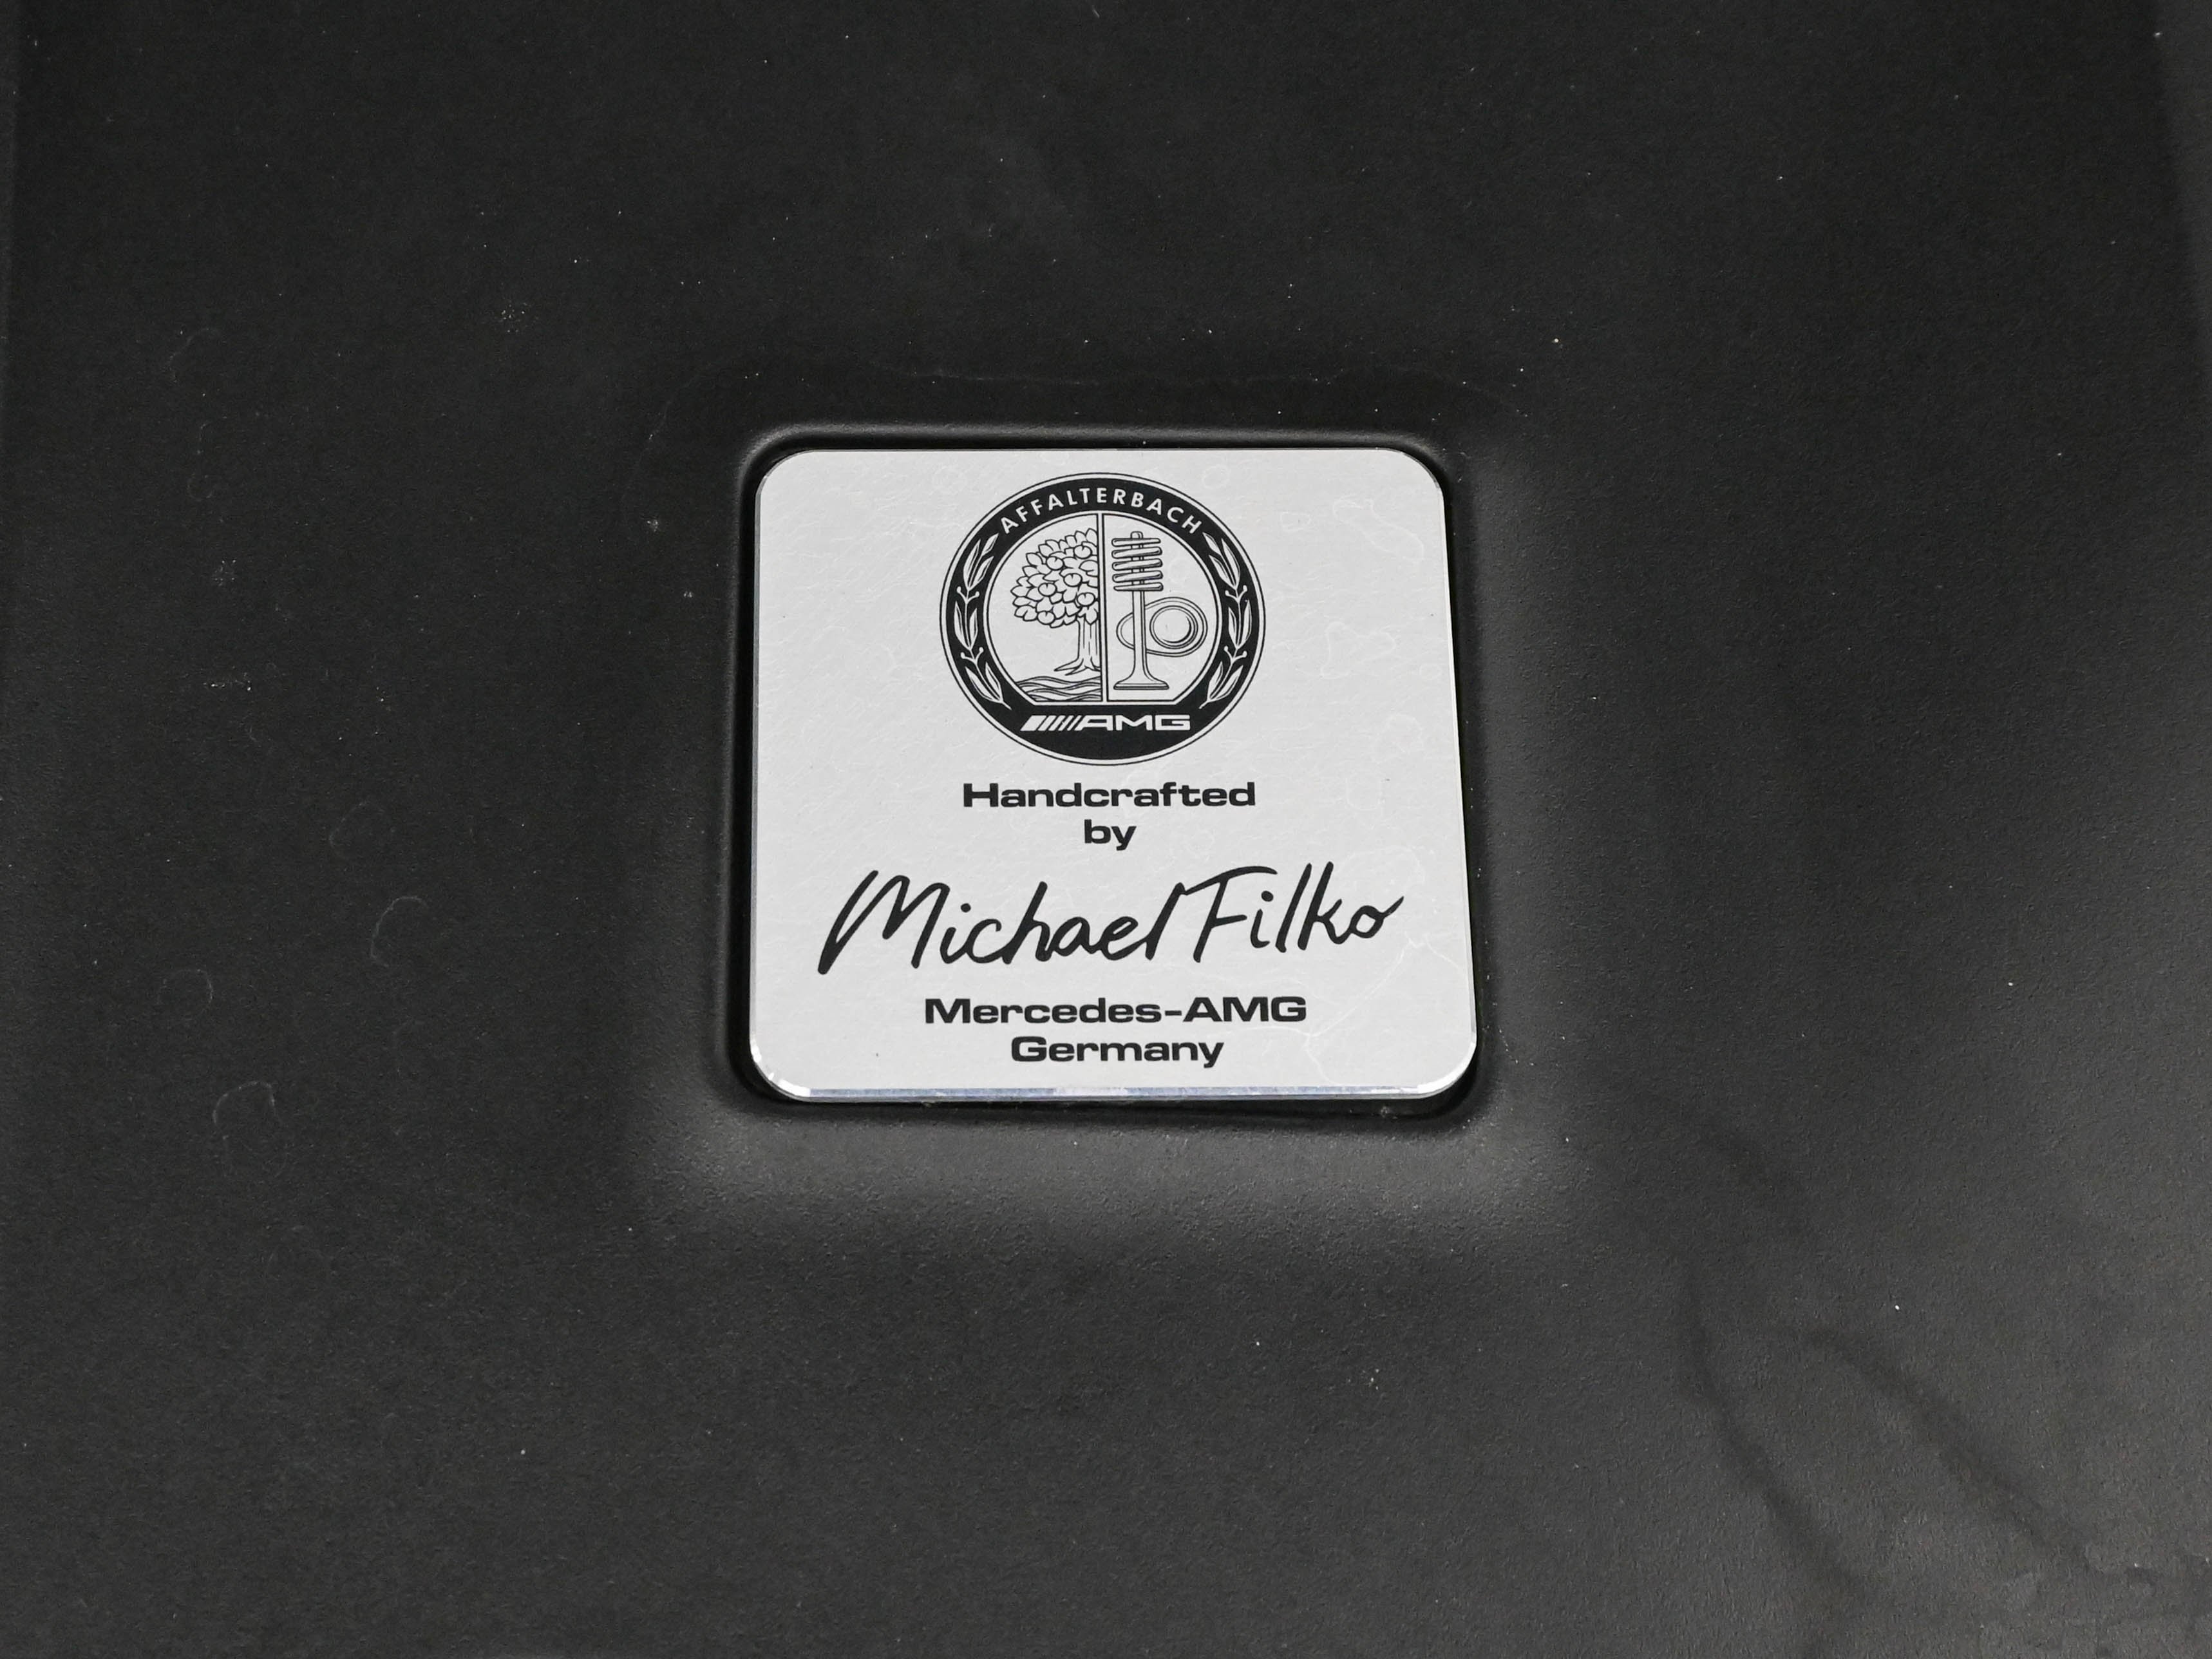 AFFALTERBACH
AMG
Handcrafted
by
Michael Filko
Mercedes-AMG
Germany